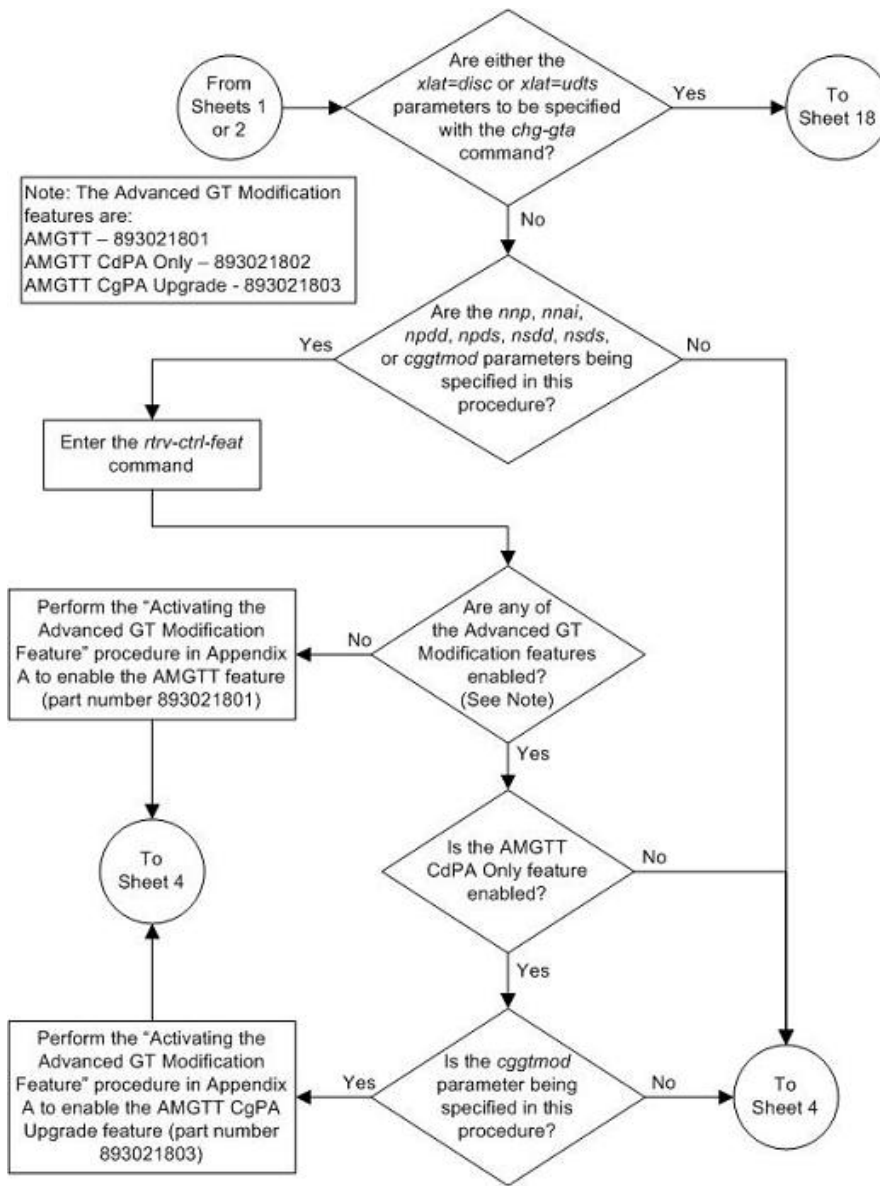 From
Sheets 1
or 2
Are either the
xlat=disc or xlat=udts
parameters to be specified
with the chg-gta
command?
Yes
To
Sheet 18
Note: The Advanced GT Modification
features are:
AMGTT – 893021801
AMGTT CdPA Only – 893021802
AMGTT CgPA Upgrade - 893021803
No
Are the nnp, nnai,
npdd, npds, nsdd, nsds,
or cggtmod parameters being
specified in this
procedure?
Yes
No
Enter the rtrv-ctrl-feat
command
Are any of
the Advanced GT
Modification features
enabled?
(See Note)
No
Perform the “Activating the
Advanced GT Modification
Feature” procedure in Appendix
A to enable the AMGTT feature
(part number 893021801)
Yes
To
Sheet 4
Is the AMGTT
CdPA Only feature
enabled?
No
Yes
Perform the “Activating the
Advanced GT Modification
Feature” procedure in Appendix
A to enable the AMGTT CgPA
Upgrade feature (part number
893021803)
Yes
Is the cggtmod
parameter being
specified in this
procedure?
No
To
Sheet 4